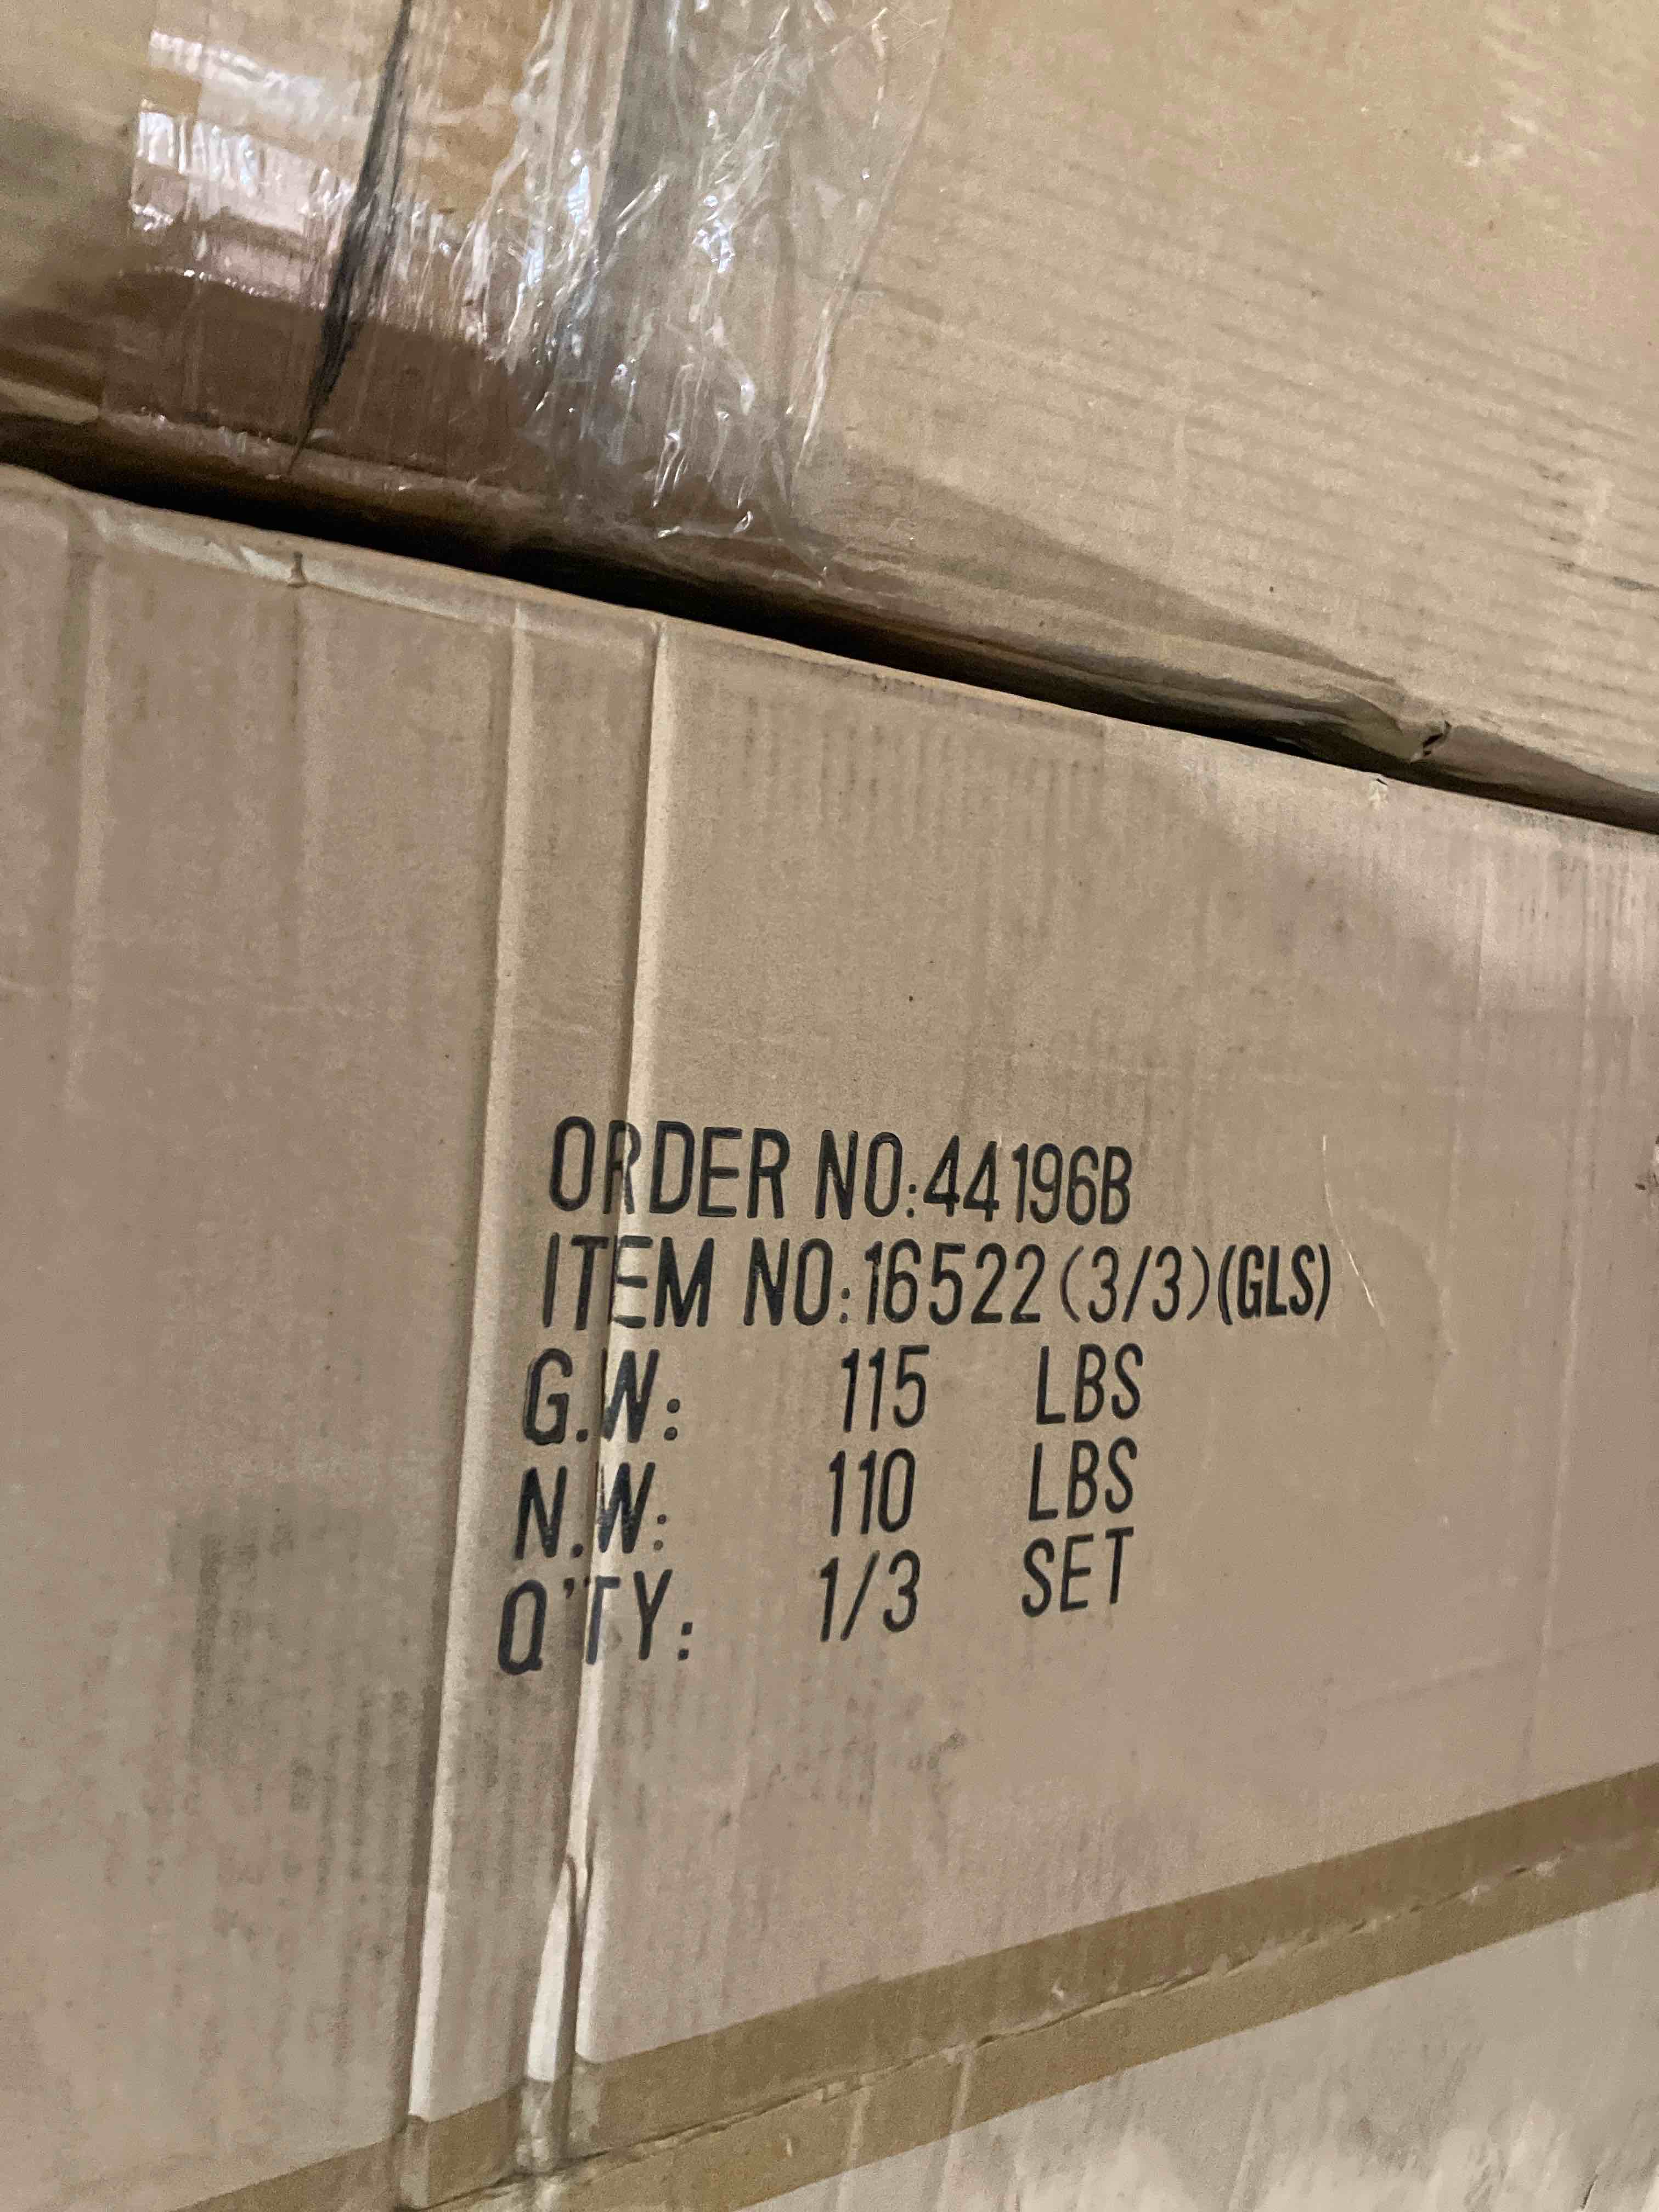 ORDER NO:44196B
ITEM NO:16522(3/3)(GLS)
G.W: 115 LBS
N.W: 110 LBS
Q'TY: 1/3 SET